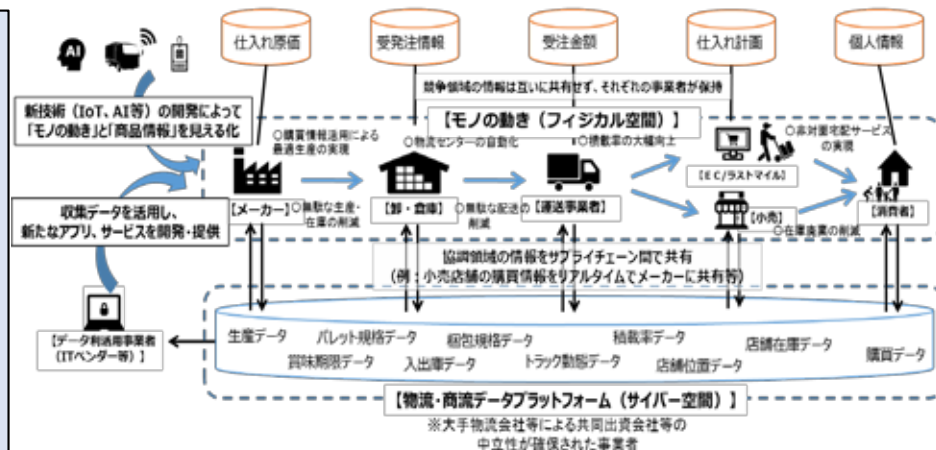 仕入れ原価
受発注情報
受注金額
仕入れ計画
個人情報
AI
競争領域の情報は互いに共有せず、それぞれの事業者が保持
新技術（IoT、AI等）の開発によって
「モノの動き」と「商品情報」を見える化
【モノの動き（フィジカル空間）】
○購買情報活用による
最適生産の実現
○物流センターの自動化
○積載率の大幅向上
○非対面宅配サービス
の実現
【EC/ラストマイル】
収集データを活用し、
新たなアプリ、サービスを開発・提供
【メーカー】
○無駄な生産・
在庫の削減
【卸・倉庫】
○無駄な配送の
削減
【運送事業者】
【小売】
○在庫廃棄の削減
【消費者】
協調領域の情報をサプライチェーン間で共有
（例：小売店舗の購買情報をリアルタイムでメーカーに共有等）
【データ利活用事業者
（ITベンダー等）】
生産データ
パレット規格データ
梱包規格データ
積載率データ
店舗在庫データ
賞味期限データ
入出庫データ
トラック動態データ
店舗位置データ
購買データ
【物流・商流データプラットフォーム（サイバー空間）】
※大手物流会社等による共同出資会社等の
中立性が確保された事業者